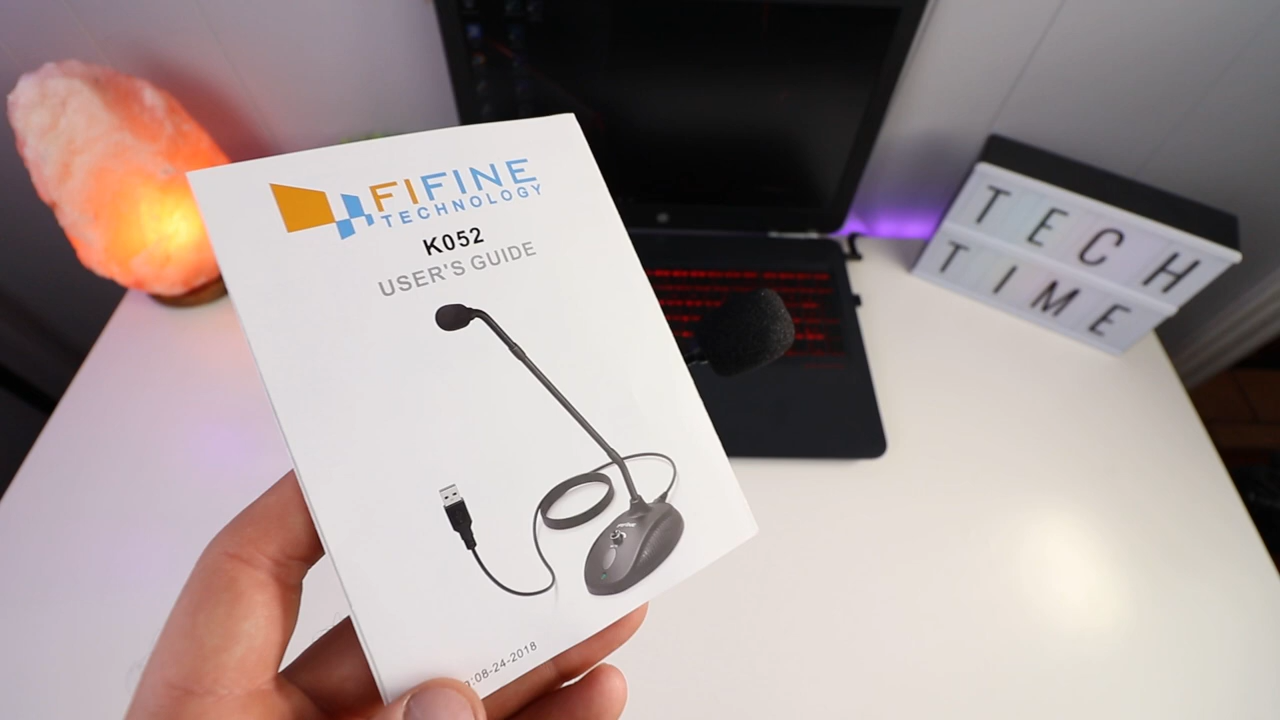 FIFINE
TECHNOLOGY
K052
USER'S GUIDE
:08-24-2018
TECH
TIME